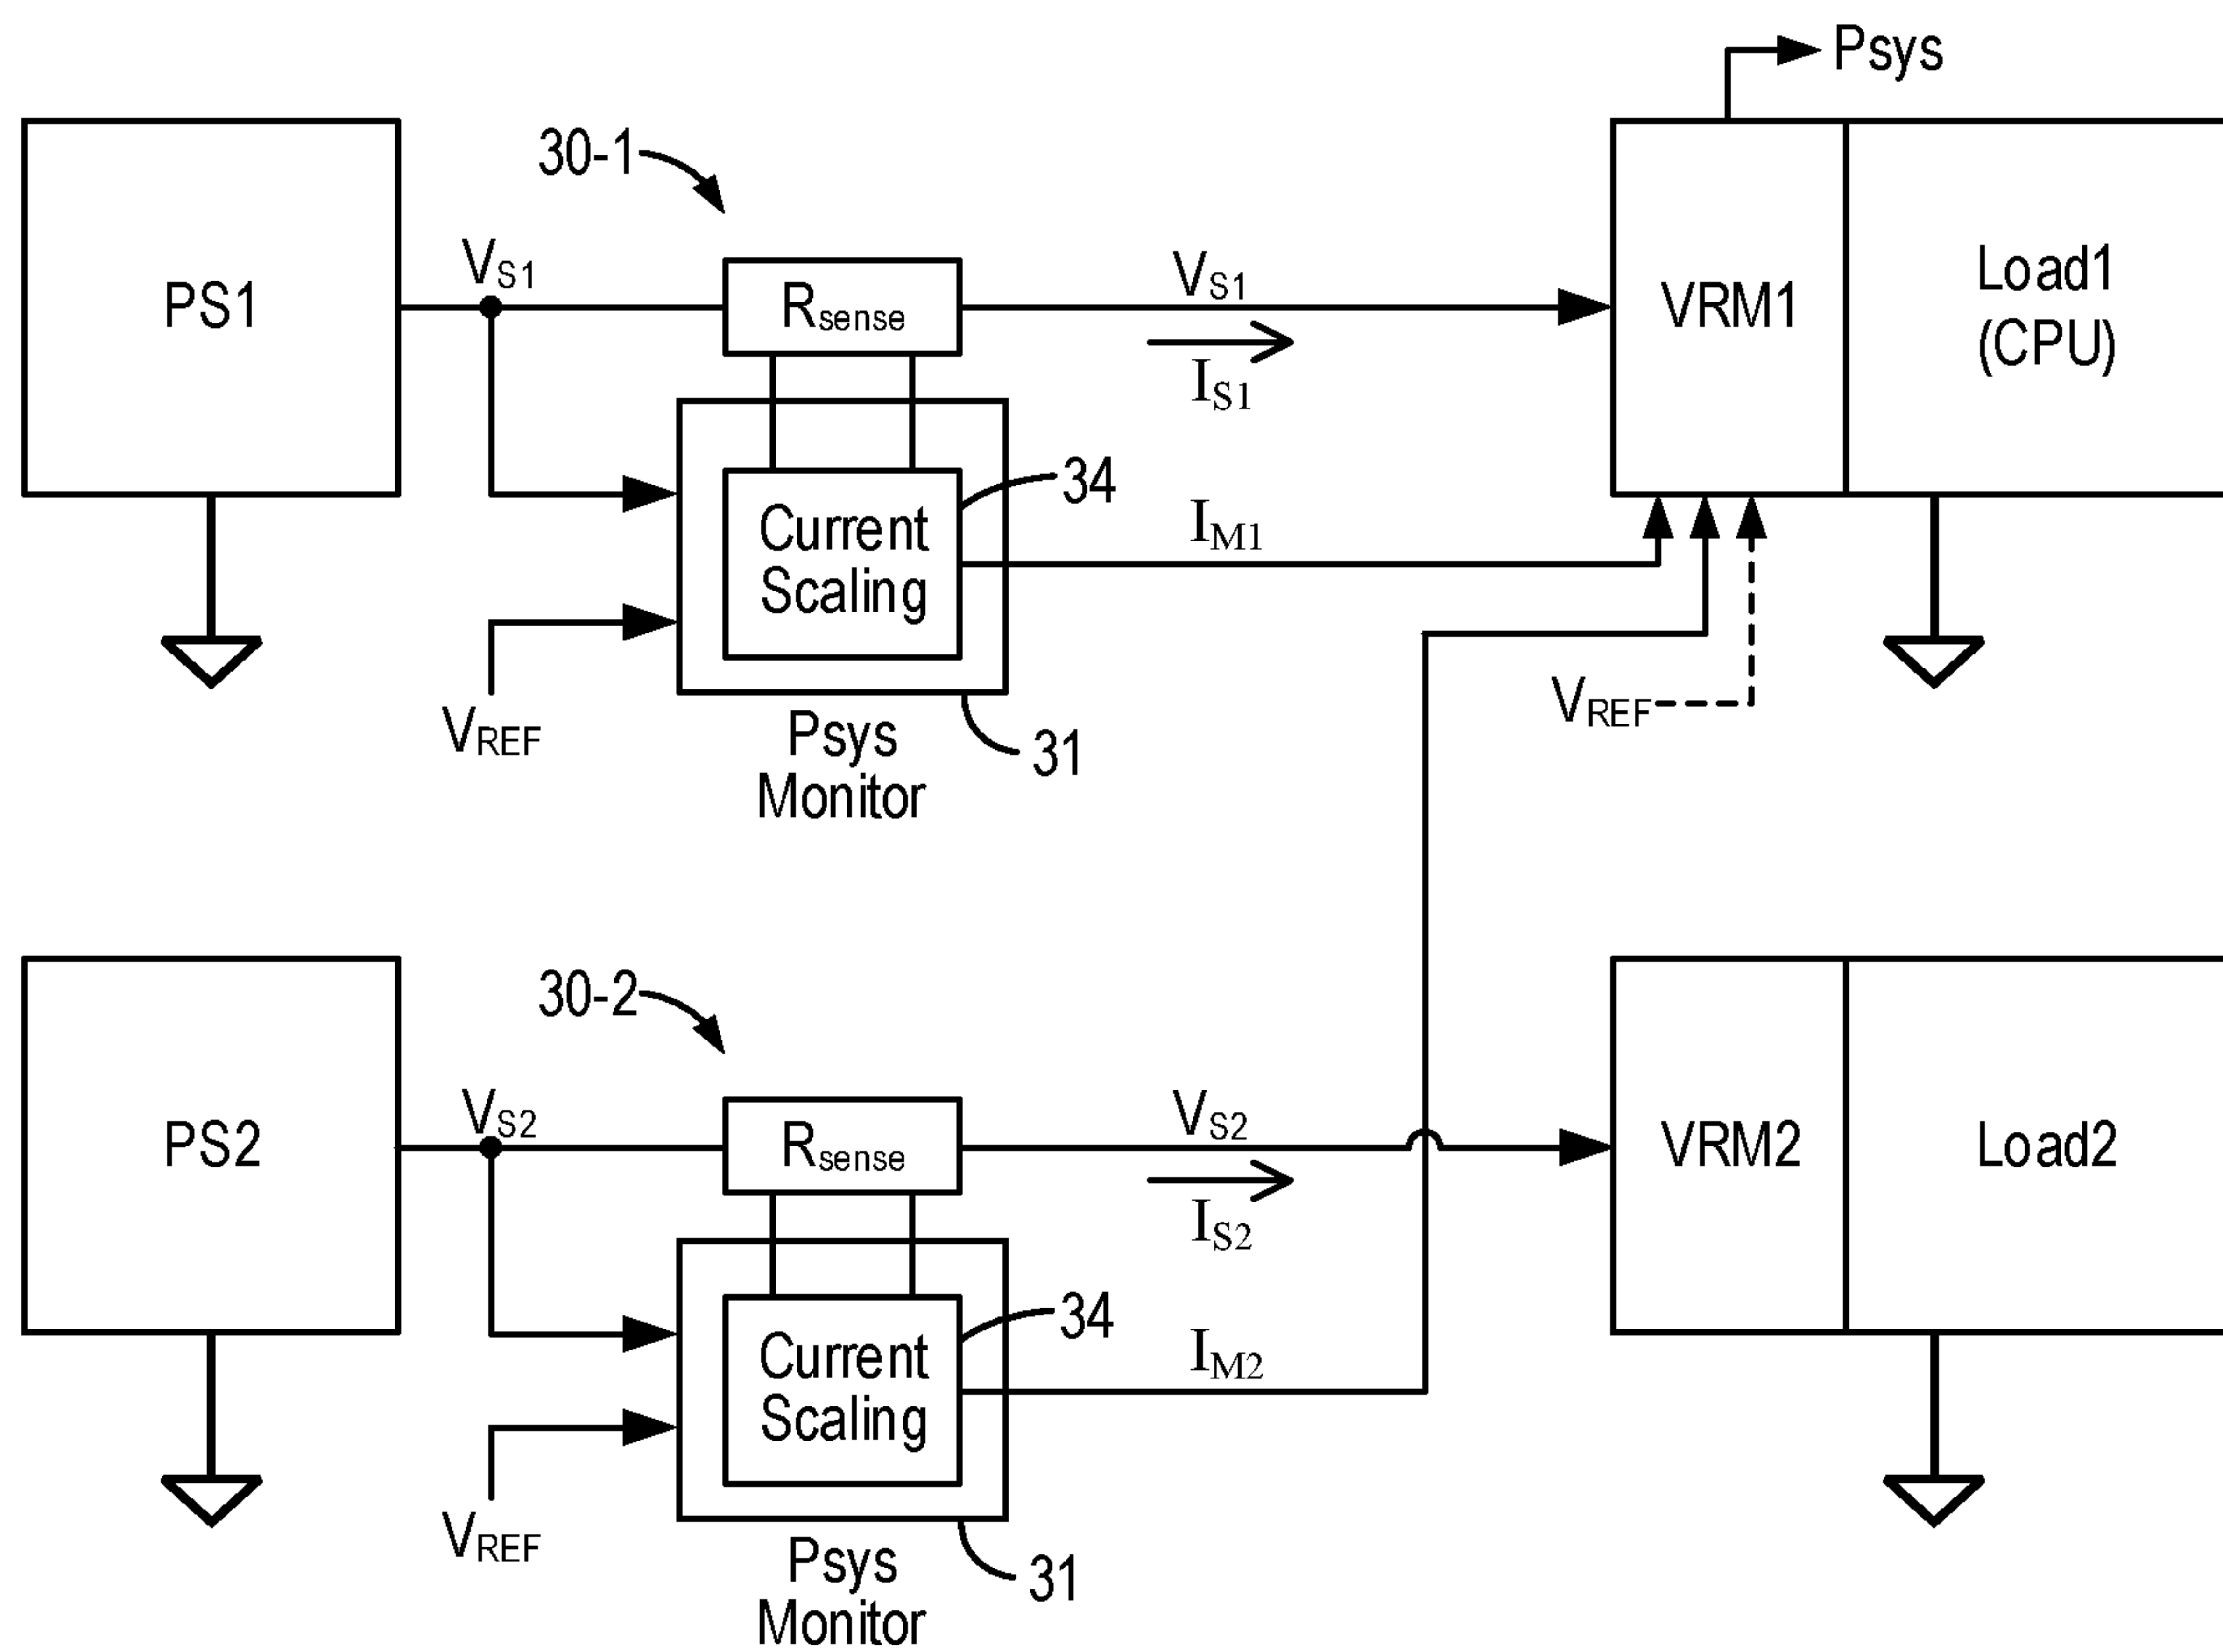 Psys
30-1
PS1
VS1
Rsense
VS1
VRM1
Load1
(CPU)
IS1
34
Current
Scaling
IM1
VREF
VREF
31
Psys
Monitor
30-2
PS2
VS2
Rsense
VS2
VRM2
Load2
IS2
34
Current
Scaling
IM2
VREF
31
Psys
Monitor